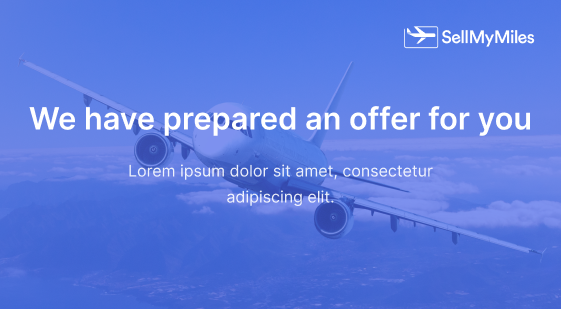 SellMyMiles
We have prepared an offer for you
Lorem ipsum dolor sit amet, consectetur
adipiscing elit.